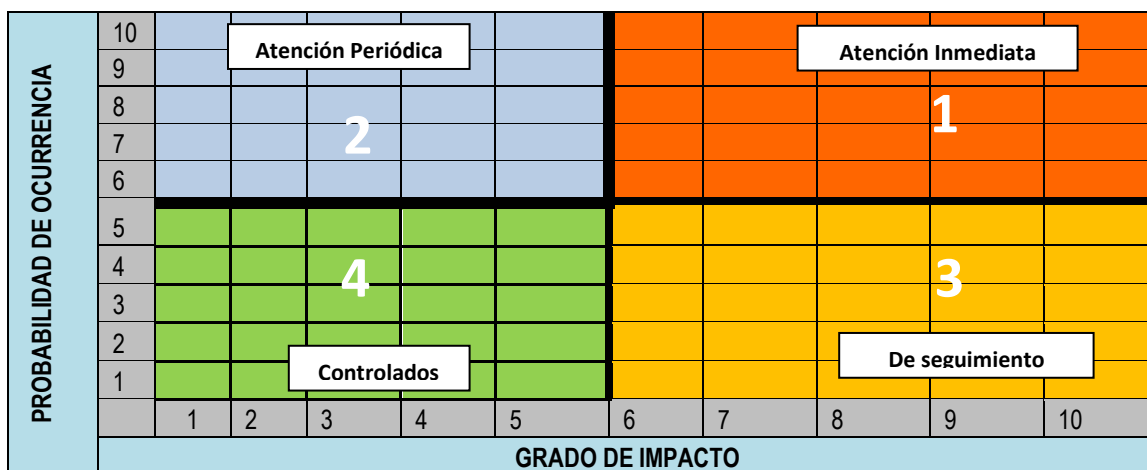 PROBABILIDAD DE OCURRENCIA
10
Atención Periódica
Atención Inmediata
9
8
1
7
2
6
5
4
4
3
3
2
De seguimiento
1
Controlados
1 2 3 4 5 6 7 8 9 10
GRADO DE IMPACTO